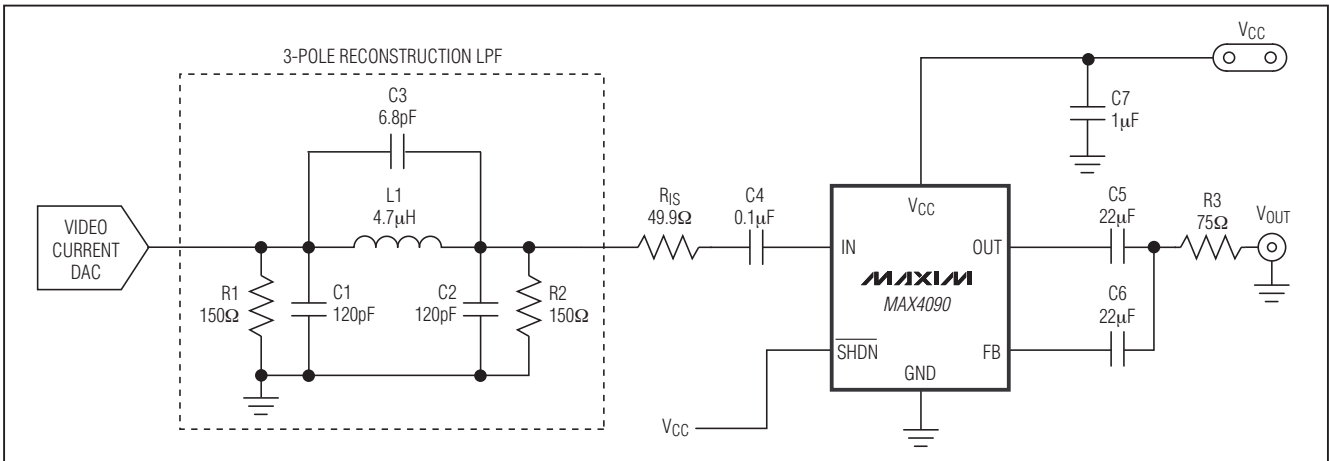 3-POLE RECONSTRUCTION LPF
VCC
C3
6.8pF
C7
1μF
L1
4.7μH
RIS
49.9Ω
C4
0.1μF
VCC
C5
22μF
R3
75Ω
VOUT
VIDEO
CURRENT
DAC
IN
OUT
MAXIM
MAX4090
R1
150Ω
C1
120pF
C2
120pF
R2
150Ω
C6
22μF
SHDN
FB
GND
VCC